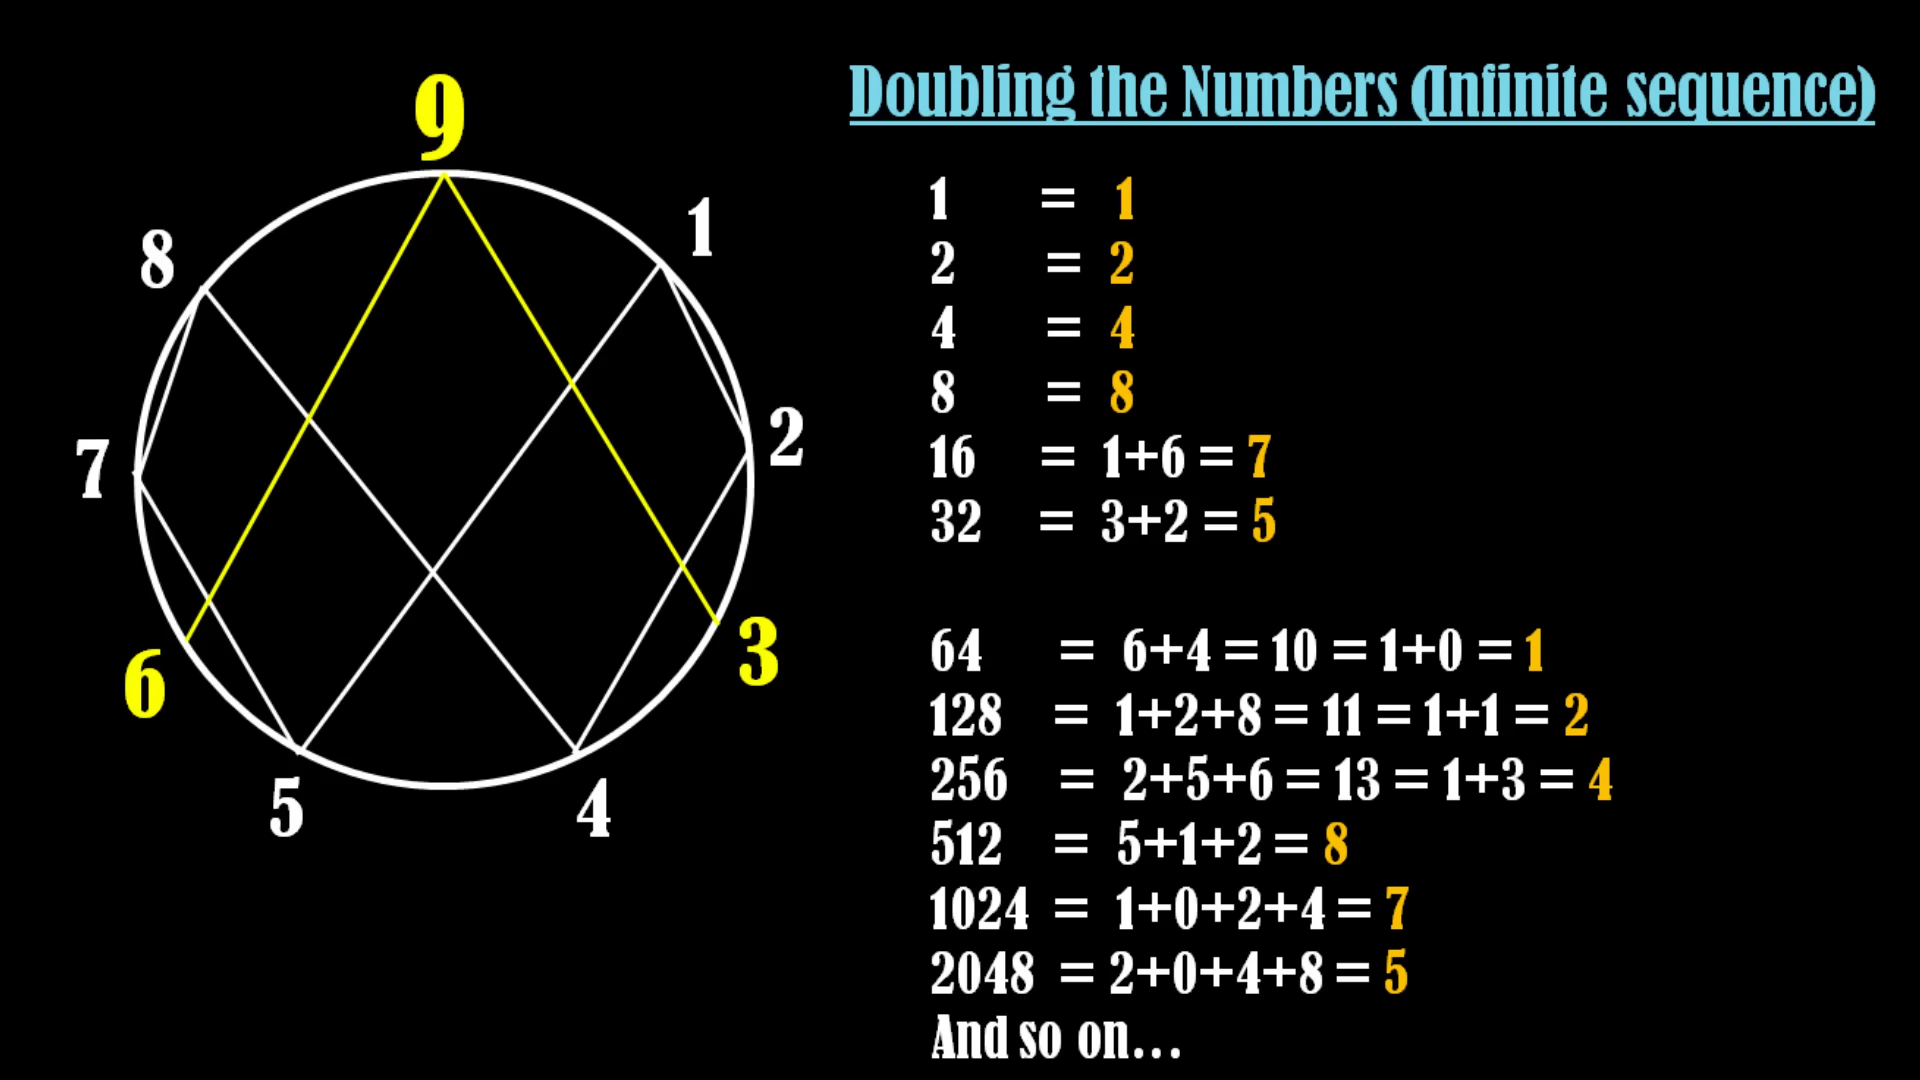 Doubling the Numbers (Infinite sequence)
9
8
1
7
2
6
3
5
4
1 = 1
2 = 2
4 = 4
8 = 8
16 = 1+6 = 7
32 = 3+2 = 5
64 = 6+4 = 10 = 1+0 = 1
128 = 1+2+8 = 11 = 1+1 = 2
256 = 2+5+6 = 13 = 1+3 = 4
512 = 5+1+2 = 8
1024 = 1+0+2+4 = 7
2048 = 2+0+4+8 = 5
And so on...